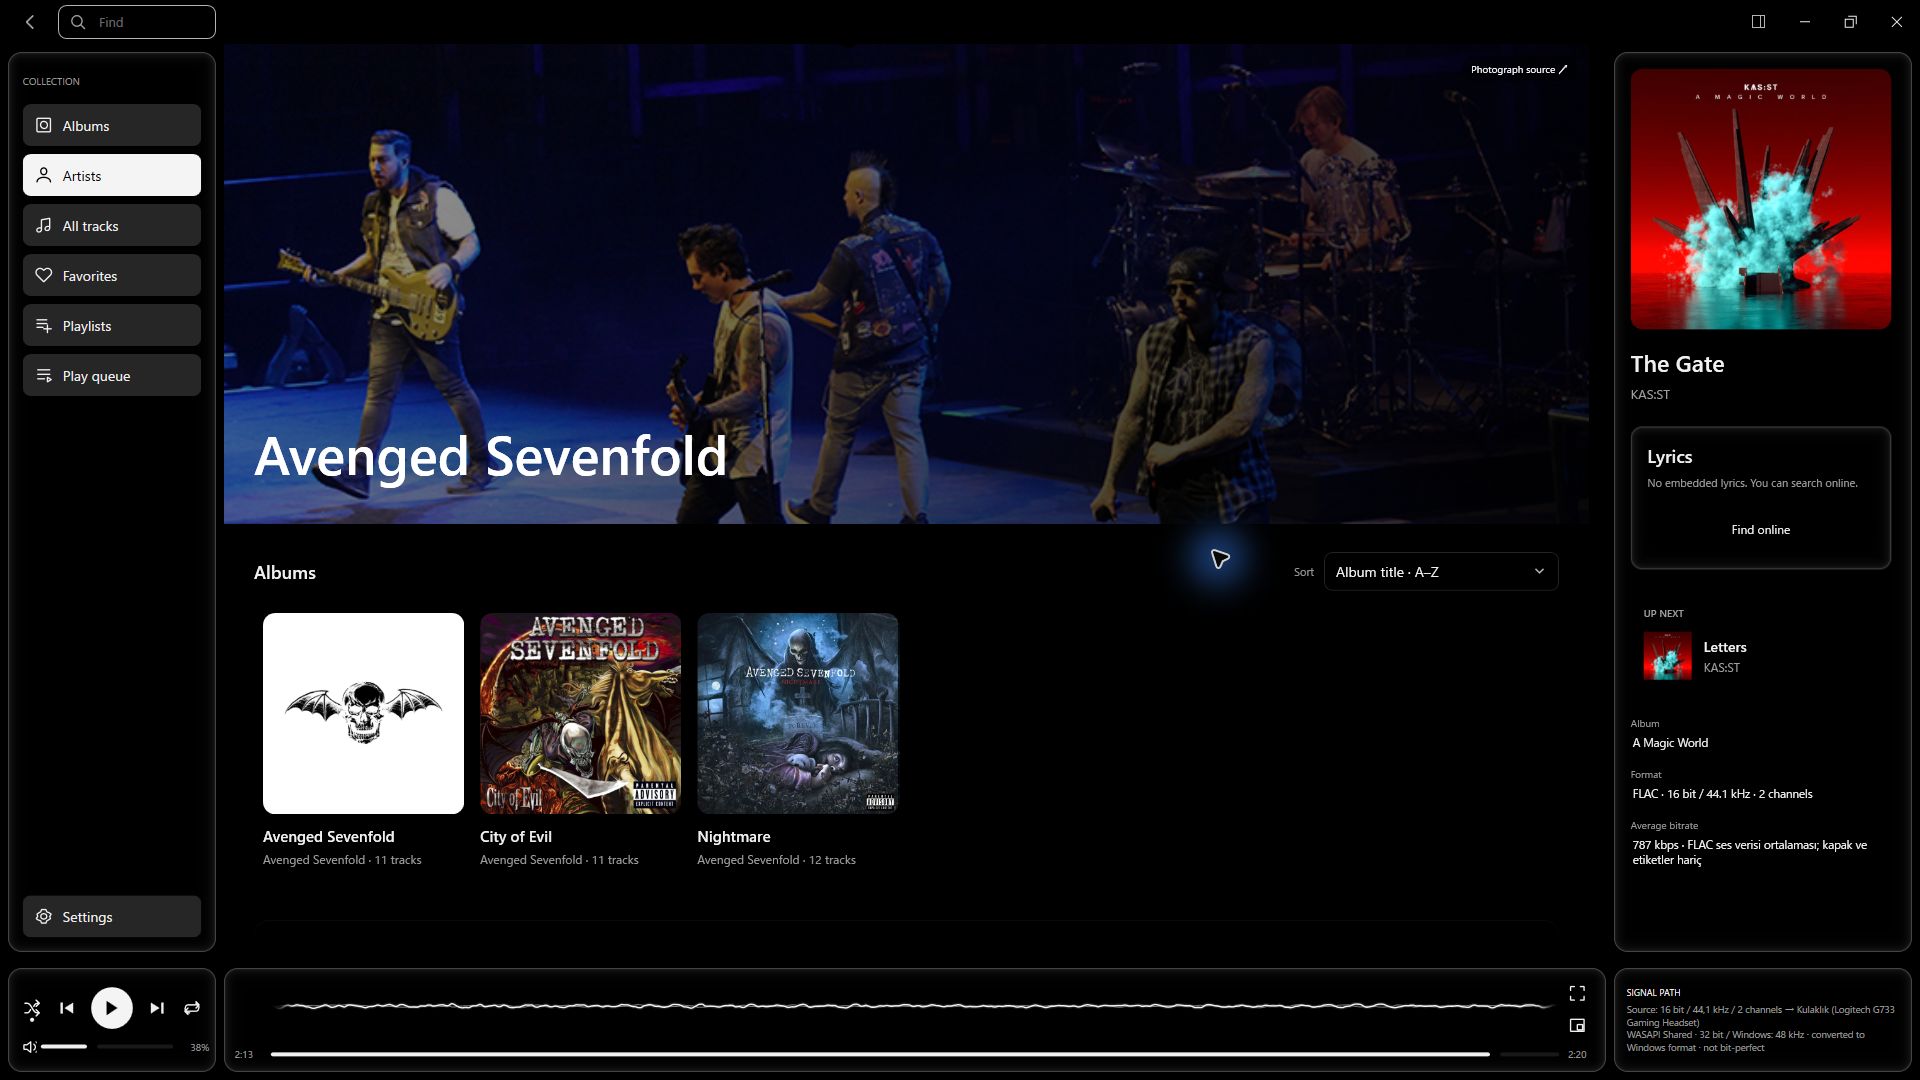 Find
COLLECTION
Albums
Artists
All tracks
Favorites
Playlists
Play queue
Settings
Photograph source
Avenged Sevenfold
Albums
Sort
Album title · A–Z
AVENGED
SEVENFOLD
City of Evil
PARENTAL
ADVISORY
EXPLICIT CONTENT
AVENGED SEVENFOLD
NIGHTMARE
ADVISORY
Avenged Sevenfold
Avenged Sevenfold · 11 tracks
City of Evil
Avenged Sevenfold · 11 tracks
Nightmare
Avenged Sevenfold · 12 tracks
KAS:ST
A MAGIC WORLD
The Gate
KAS:ST
Lyrics
No embedded lyrics. You can search online.
Find online
UP NEXT
Letters
KAS:ST
Album
A Magic World
Format
FLAC · 16 bit / 44.1 kHz · 2 channels
Average bitrate
787 kbps · FLAC ses verisi ortalaması; kapak ve
etiketler hariç
38%
2:13
2:20
SIGNAL PATH
Source: 16 bit / 44,1 kHz / 2 channels → Kulaklık (Logitech G733
Gaming Headset)
WASAPI Shared · 32 bit / Windows: 48 kHz · converted to
Windows format · not bit-perfect